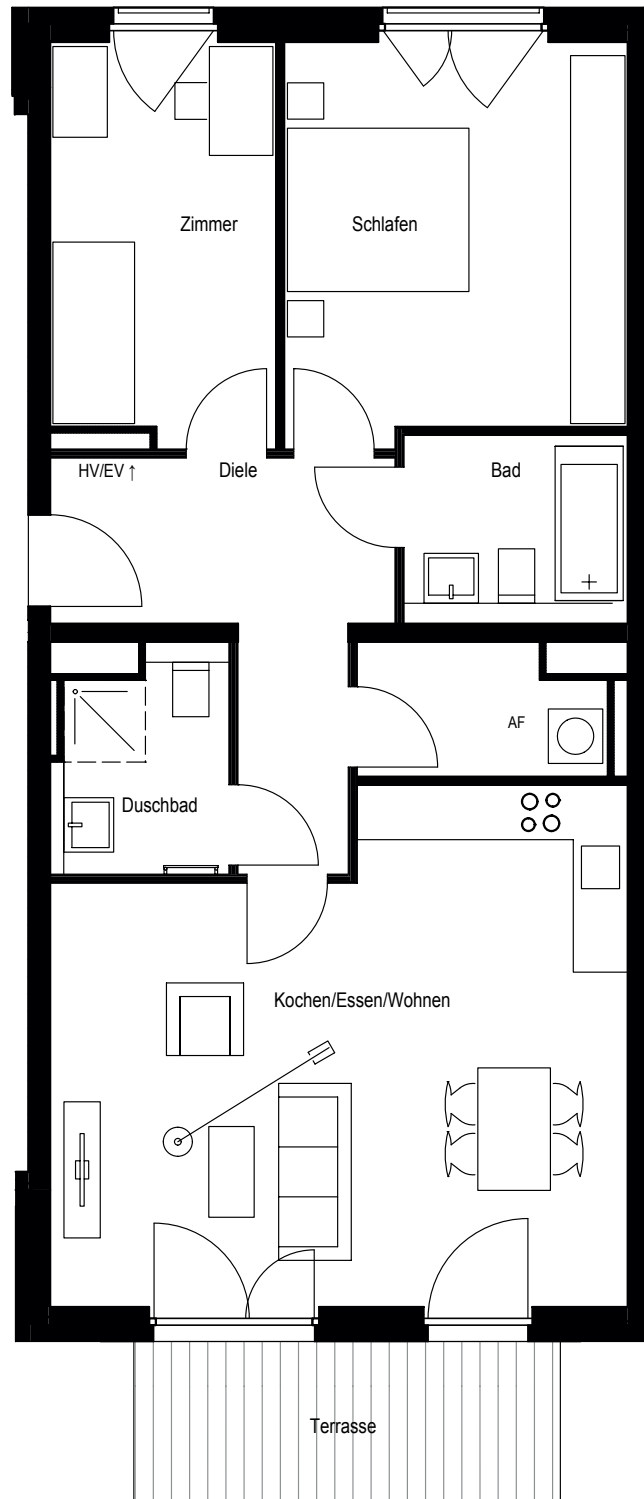 Zimmer
Schlafen
HV/EV ↑
Diele
Bad
AF
Duschbad
Kochen/Essen/Wohnen
Terrasse